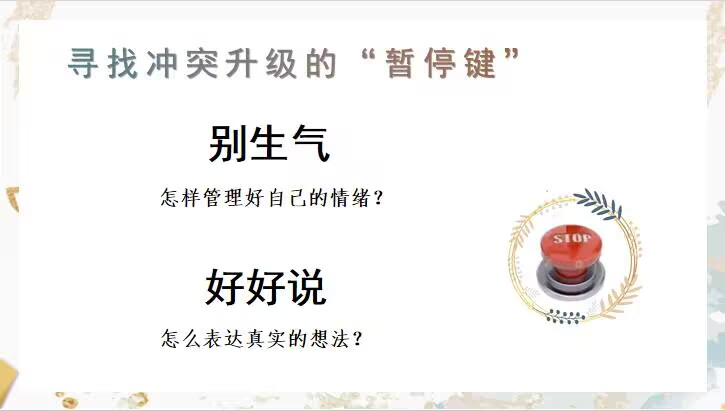 寻找冲突升级的“暂停键”
别生气
怎样管理好自己的情绪？
STOP
好好说
怎么表达真实的想法？